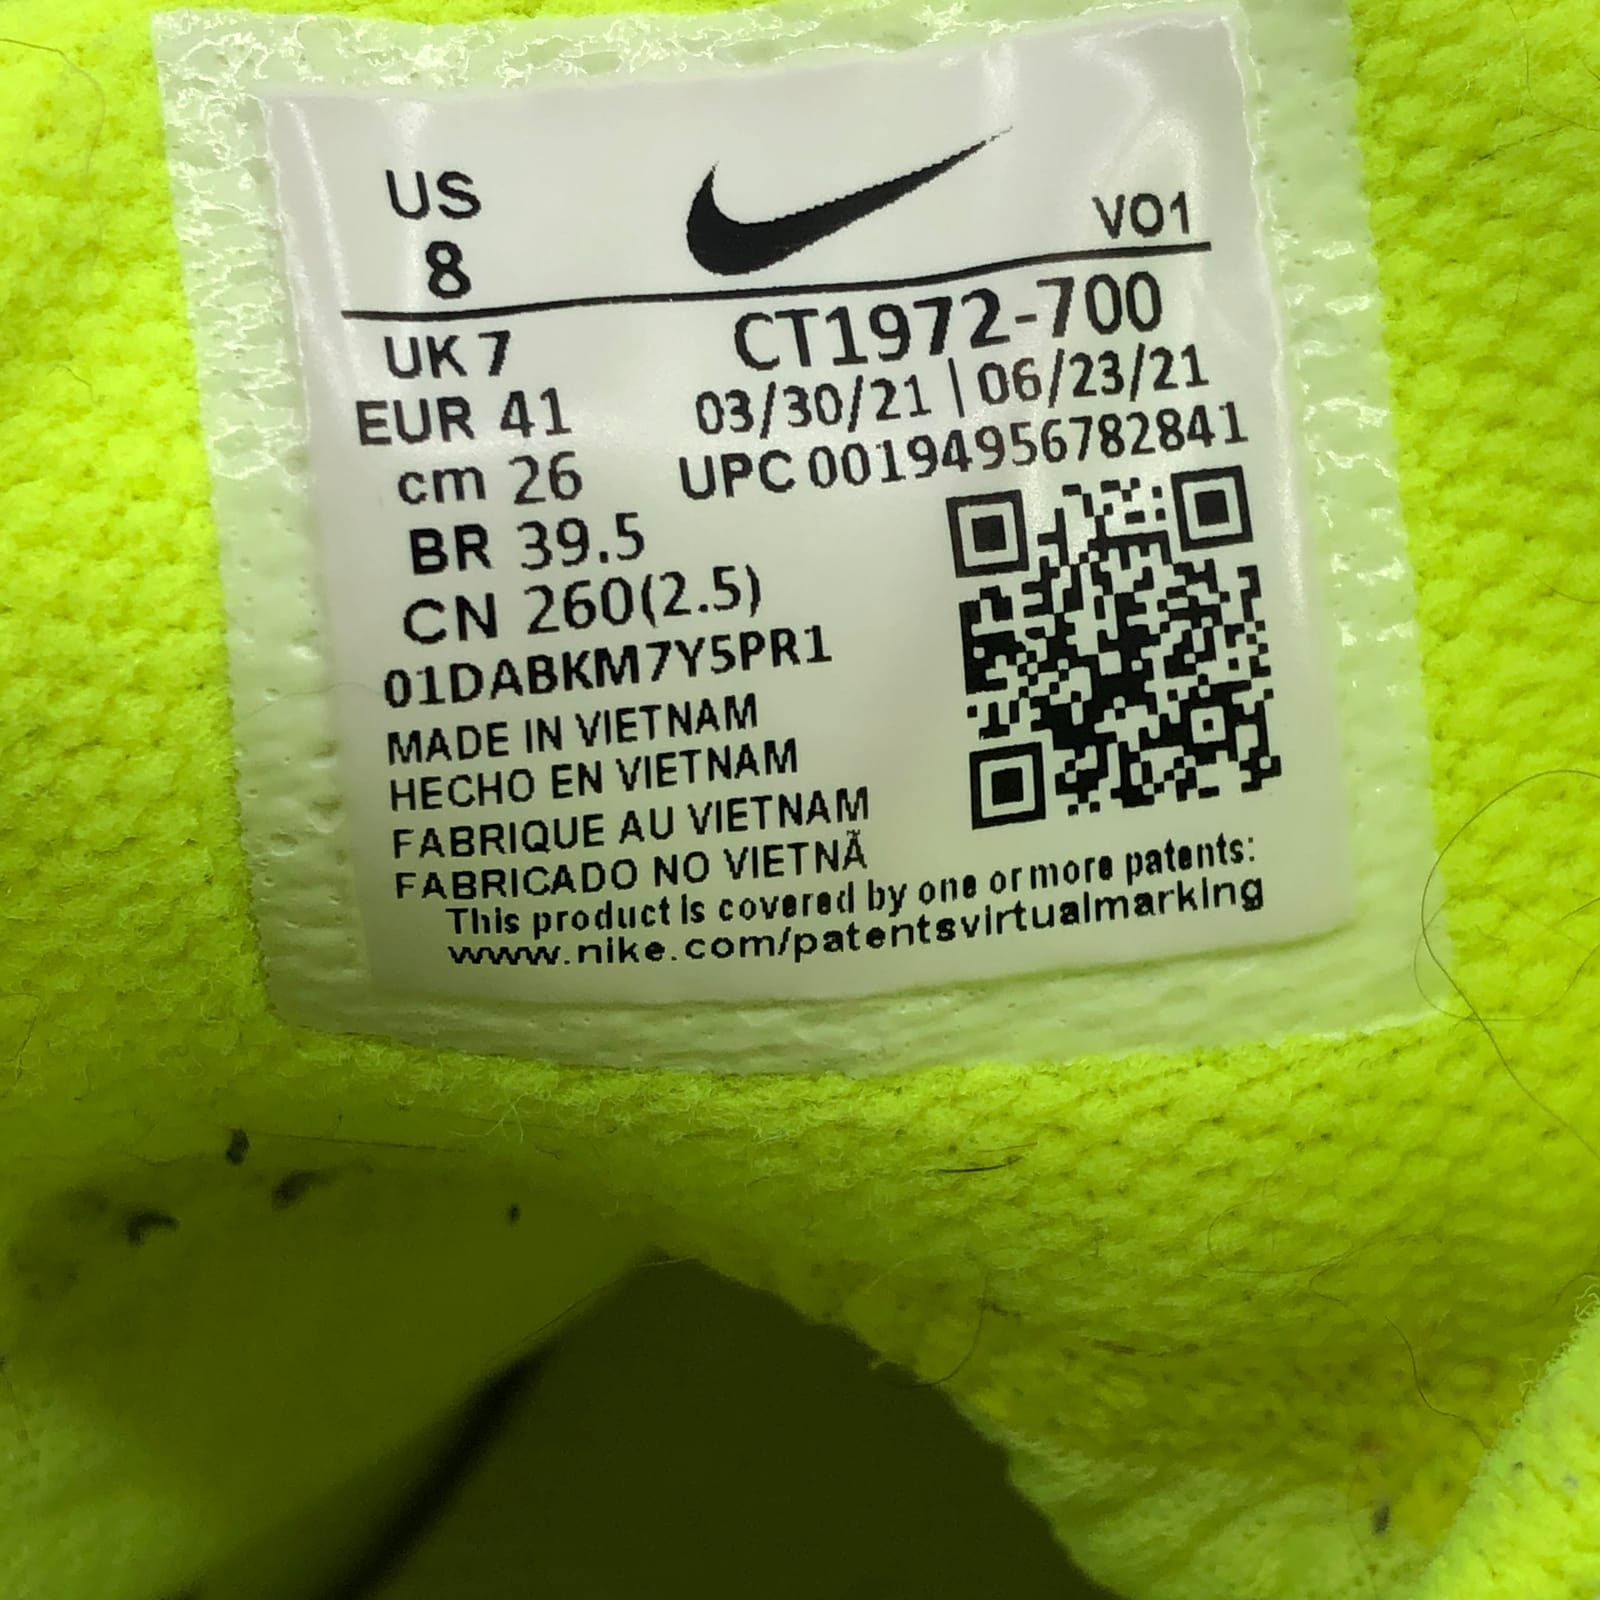 US
8
VO1
UK 7
CT1972-700
EUR 41
03/30/21 | 06/23/21
cm 26
UPC 00194956782841
BR 39.5
CN 260(2.5)
01DABKM7Y5PR1
MADE IN VIETNAM
HECHO EN VIETNAM
FABRIQUE AU VIETNAM
FABRICADO NO VIETNÃ
This product is covered by one or more patents:
www.nike.com/patentsvirtualmarking